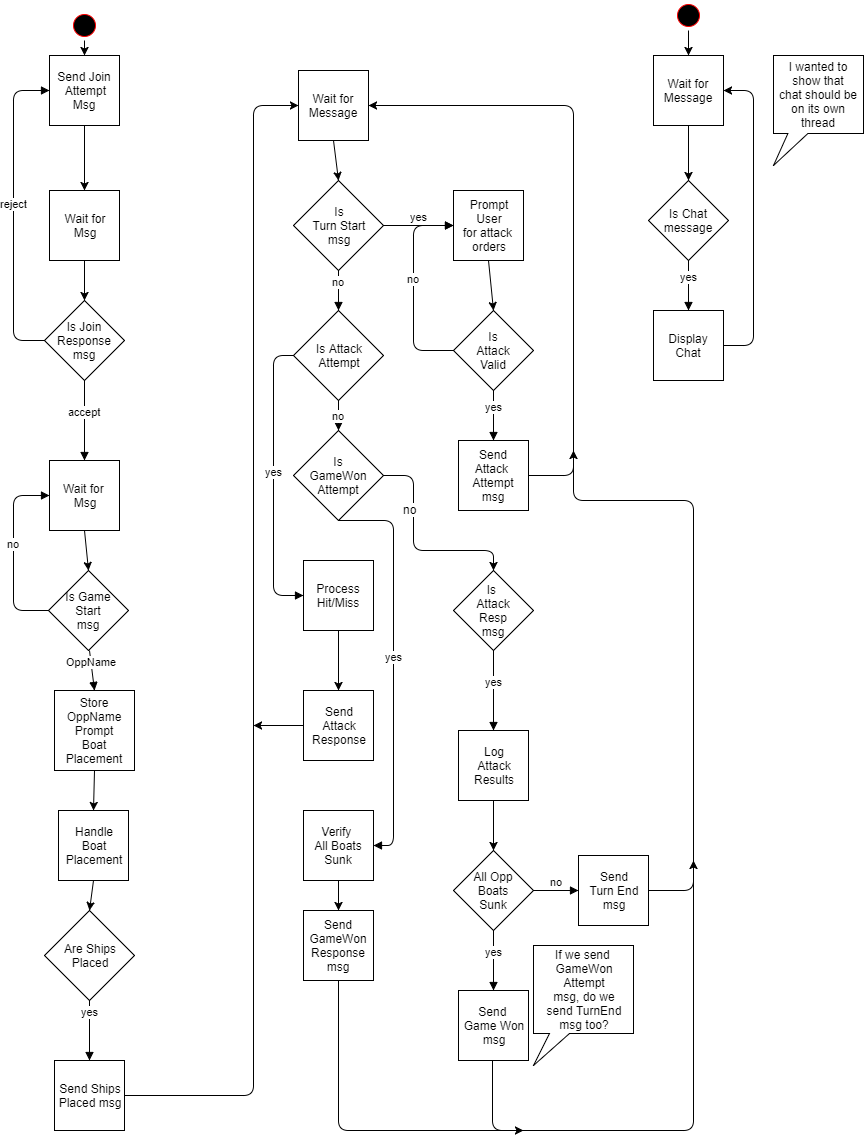 Send Join
Attempt
Msg
reject
Wait for
Msg
Is Join
Response
msg
accept
Wait for
Msg
no
Is Game
Start
msg
OppName
Store
OppName
Prompt
Boat
Placement
Handle
Boat
Placement
Are Ships
Placed
yes
Send Ships
Placed msg
Wait for
Message
Is
Turn Start
msg
yes
no
Prompt
User
for attack
orders
no
Is
Attack
Valid
yes
Send
Attack
Attempt
msg
Is Attack
Attempt
yes
no
Is
GameWon
Attempt
no
yes
Process
Hit/Miss
Send
Attack
Response
Verify
All Boats
Sunk
Send
GameWon
Response
msg
Is
Attack
Resp
msg
yes
Log
Attack
Results
All Opp
Boats
Sunk
no
Send
Turn End
msg
yes
Send
Game Won
msg
If we send
GameWon
Attempt
msg, do we
send TurnEnd
msg too?
Wait for
Message
Is Chat
message
yes
Display
Chat
I wanted to
show that
chat should be
on its own
thread